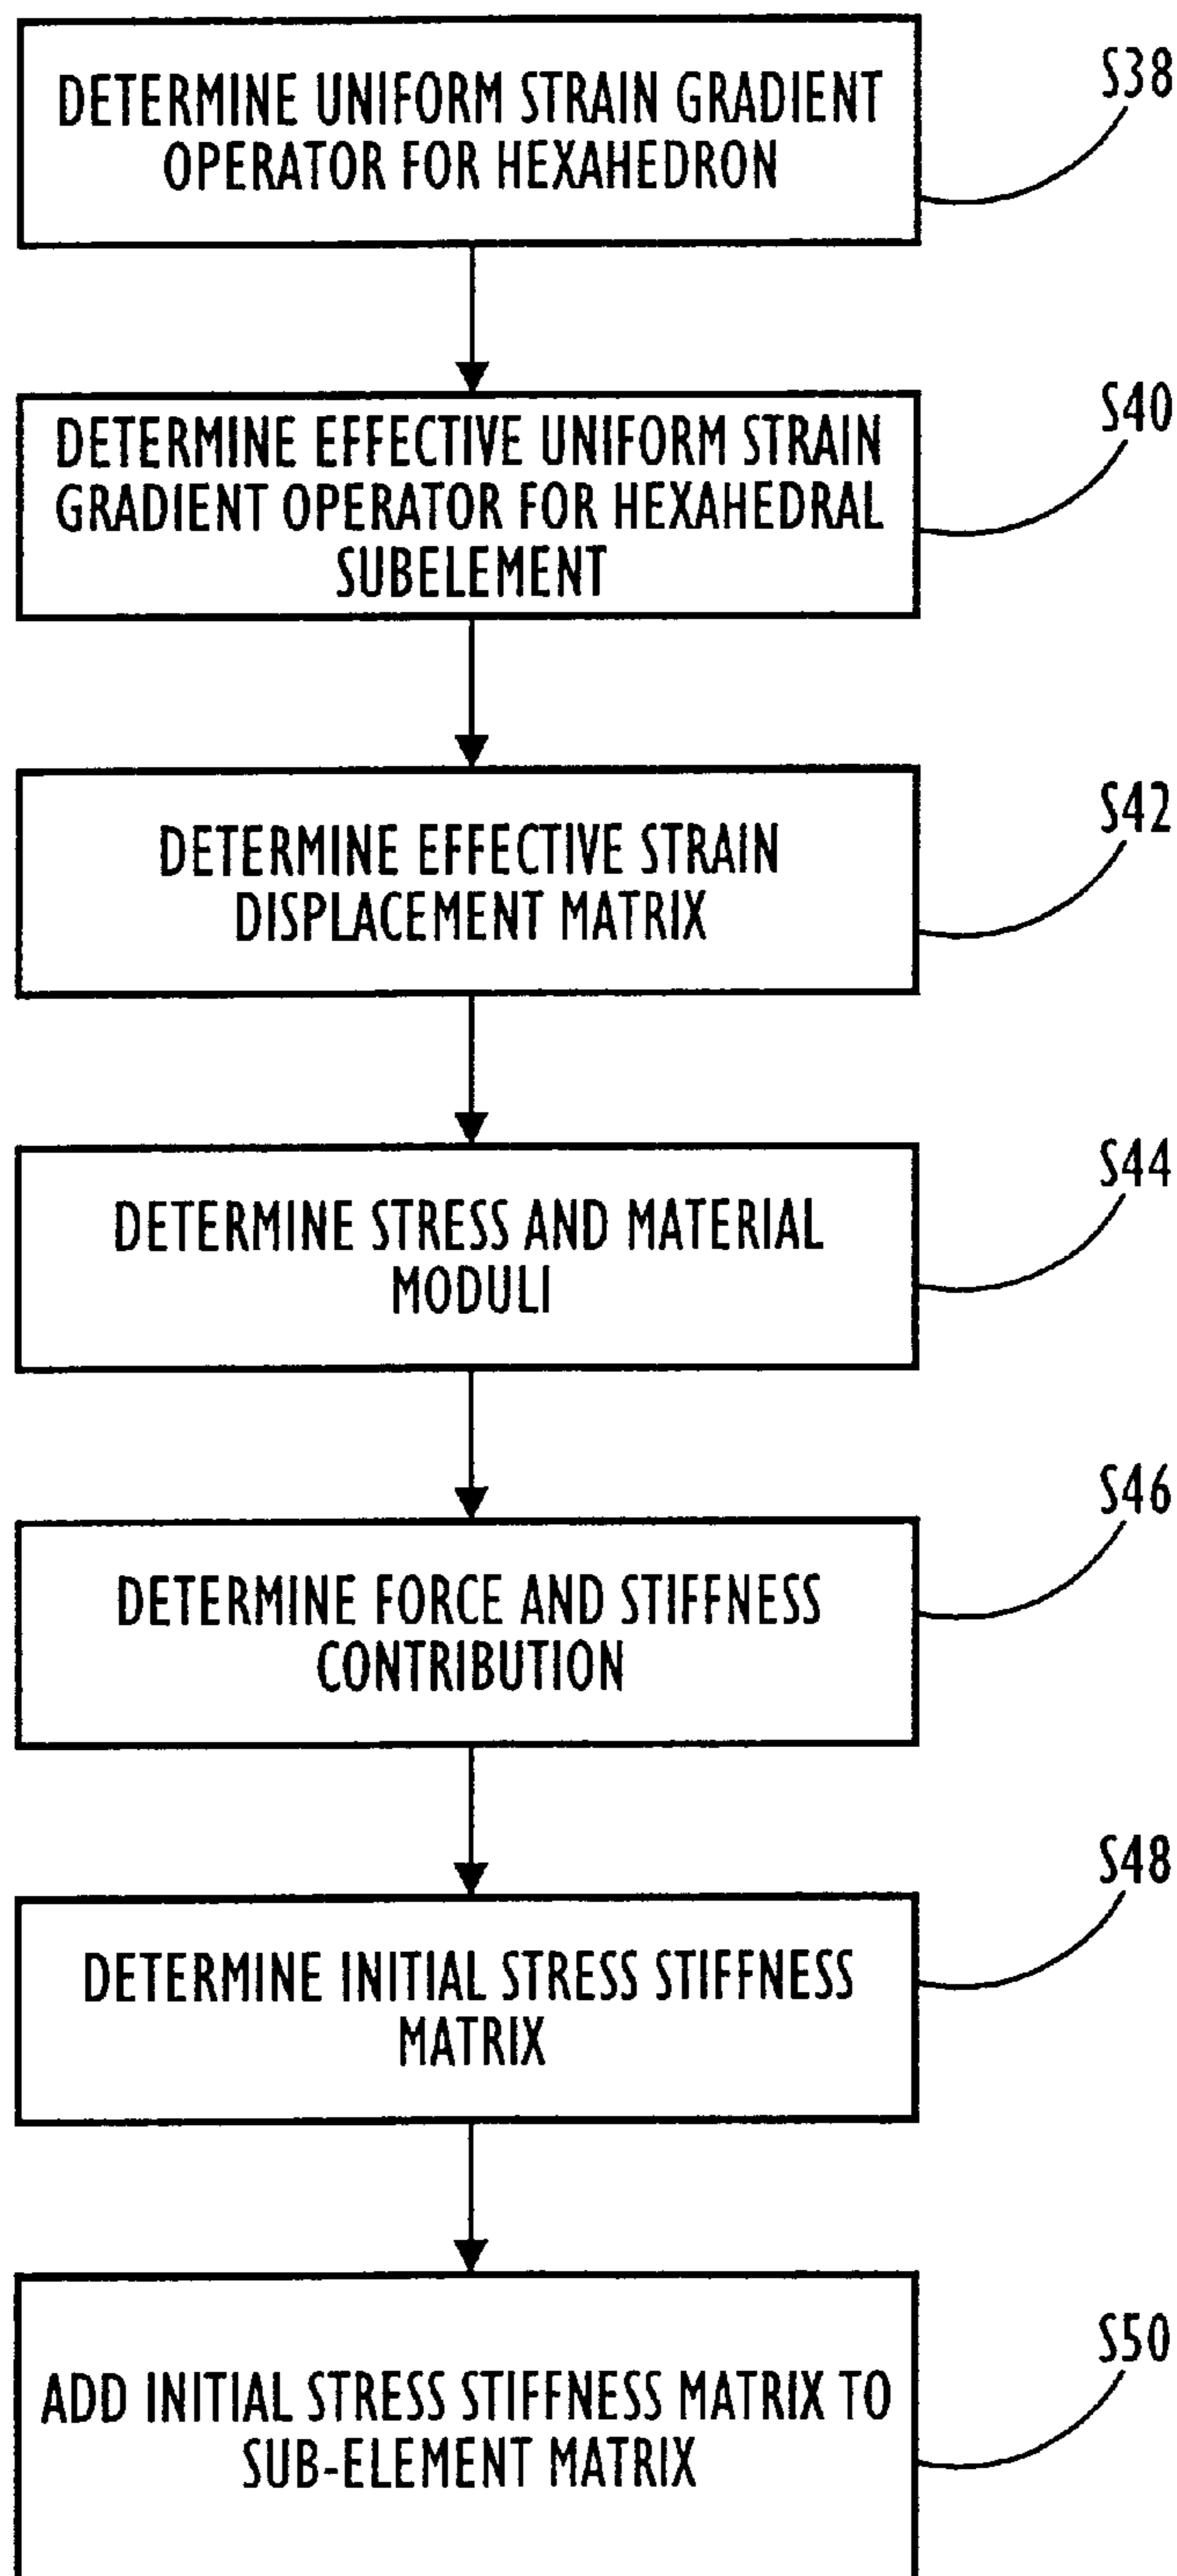 DETERMINE UNIFORM STRAIN GRADIENT
OPERATOR FOR HEXAHEDRON
S38
DETERMINE EFFECTIVE UNIFORM STRAIN
GRADIENT OPERATOR FOR HEXAHEDRAL
SUBELEMENT
S40
DETERMINE EFFECTIVE STRAIN
DISPLACEMENT MATRIX
S42
DETERMINE STRESS AND MATERIAL
MODULI
S44
DETERMINE FORCE AND STIFFNESS
CONTRIBUTION
S46
DETERMINE INITIAL STRESS STIFFNESS
MATRIX
S48
ADD INITIAL STRESS STIFFNESS MATRIX TO
SUB-ELEMENT MATRIX
S50